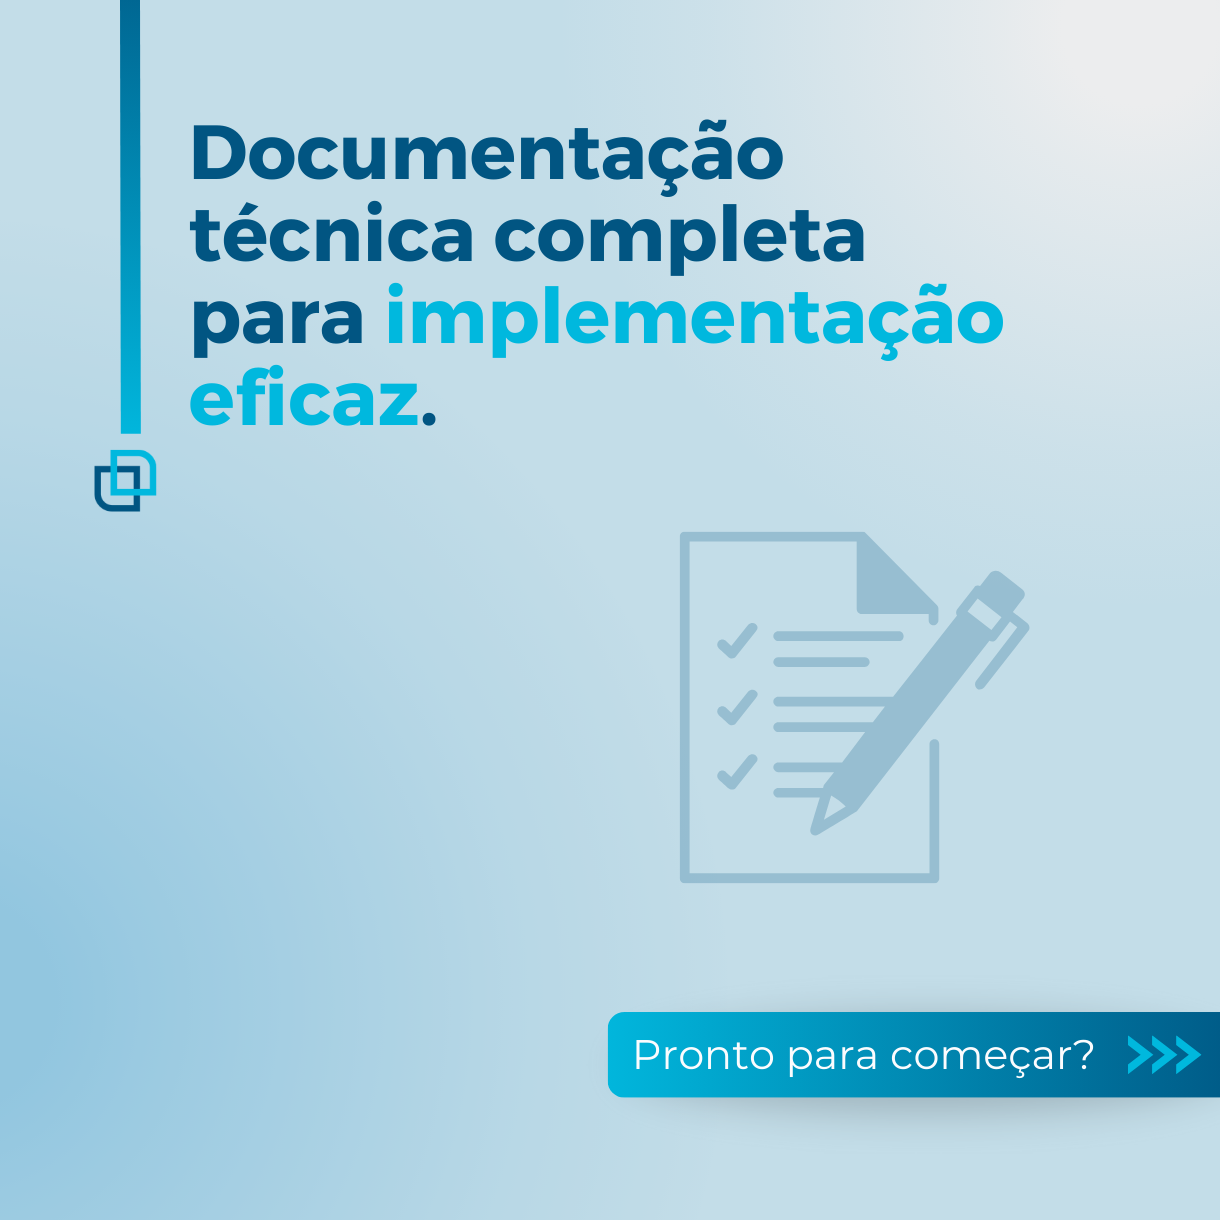 Documentação
técnica completa
para implementação
eficaz.
Pronto para começar?